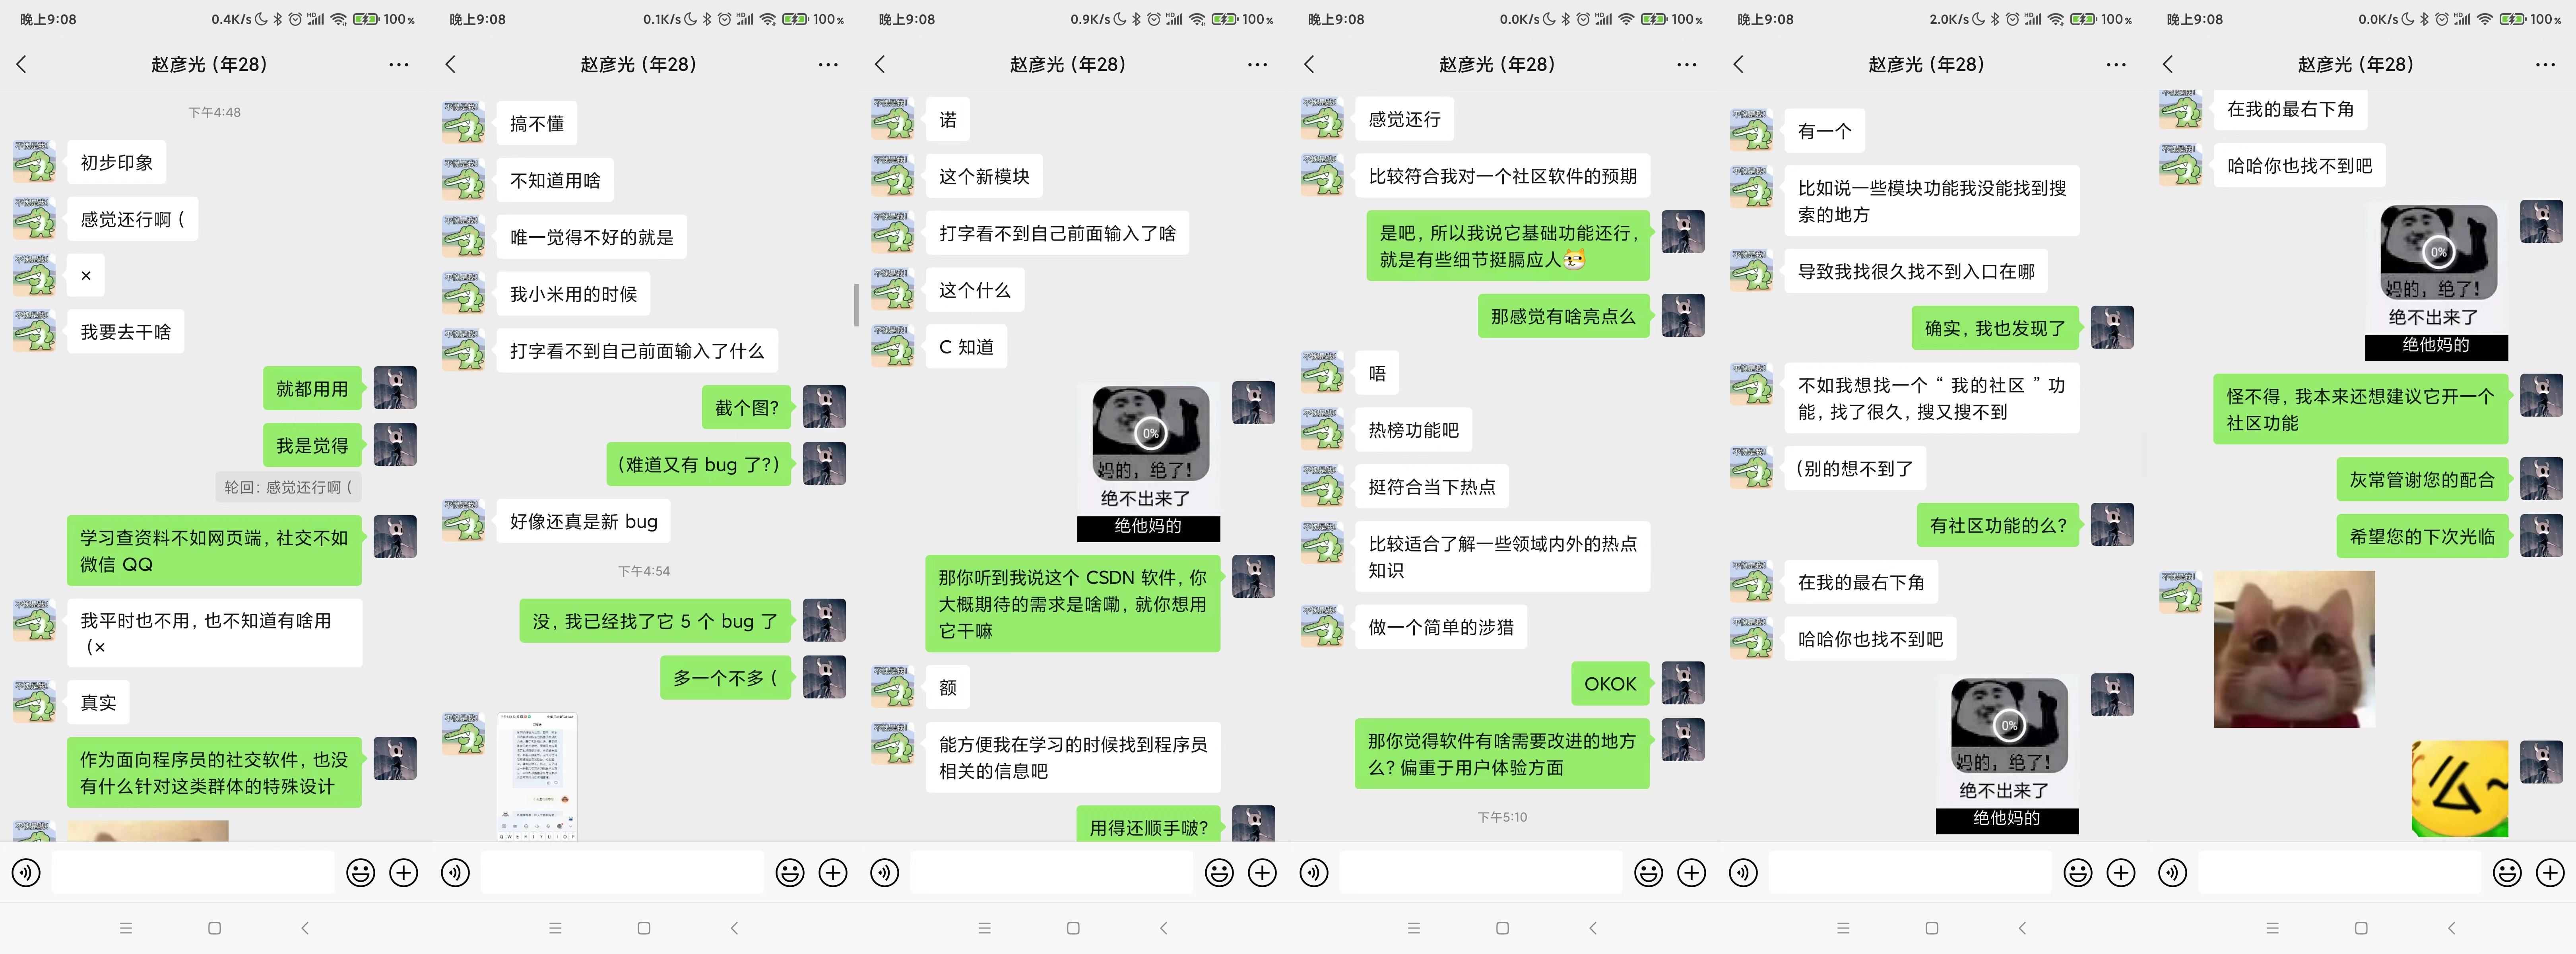 晚上9:08
0.4K/s
100%
赵彦光（年28）
下午4:48
初步印象
感觉还行啊（
×
我要去干啥
就都用用
我是觉得
轮回：感觉还行啊（
学习查资料不如网页端，社交不如
微信 QQ
我平时也不用，也不知道有啥用
（×
真实
作为面向程序员的社交软件，也没
有什么针对这类群体的特殊设计
晚上9:08
0.1K/s
100%
赵彦光（年28）
搞不懂
不知道用啥
唯一觉得不好的就是
我小米用的时候
打字看不到自己前面输入了什么
截个图？
（难道又有 bug 了？）
好像还真是新 bug
下午4:54
没，我已经找了它 5 个 bug 了
多一个不多（
晚上9:08
0.9K/s
100%
赵彦光（年28）
诺
这个新模块
打字看不到自己前面输入了啥
这个什么
C 知道
0%
妈的，绝了！
绝不出来了
绝他妈的
那你听到我说这个 CSDN 软件，你
大概期待的需求是啥嘞，就你想用
它干嘛
额
能方便我在学习的时候找到程序员
相关的信息吧
用得还顺手啵？
晚上9:08
0.0K/s
100%
赵彦光（年28）
感觉还行
比较符合我对一个社区软件的预期
是吧，所以我说它基础功能还行，
就是有些细节挺膈应人
那感觉有啥亮点么
唔
热榜功能吧
挺符合当下热点
比较适合了解一些领域内外的热点
知识
做一个简单的涉猎
OKOK
那你觉得软件有啥需要改进的地方
么？偏重于用户体验方面
下午5:10
晚上9:08
2.0K/s
100%
赵彦光（年28）
有一个
比如说一些模块功能我没能找到搜
索的地方
导致我找很久找不到入口在哪
确实，我也发现了
不如我想找一个“ 我的社区 ”功
能，找了很久，搜又搜不到
（别的想不到了
有社区功能的么？
在我的最右下角
哈哈你也找不到吧
0%
妈的，绝了！
绝不出来了
绝他妈的
晚上9:08
0.0K/s
100%
赵彦光（年28）
在我的最右下角
哈哈你也找不到吧
0%
妈的，绝了！
绝不出来了
绝他妈的
怪不得，我本来还想建议它开一个
社区功能
灰常管谢您的配合
希望您的下次光临
么~